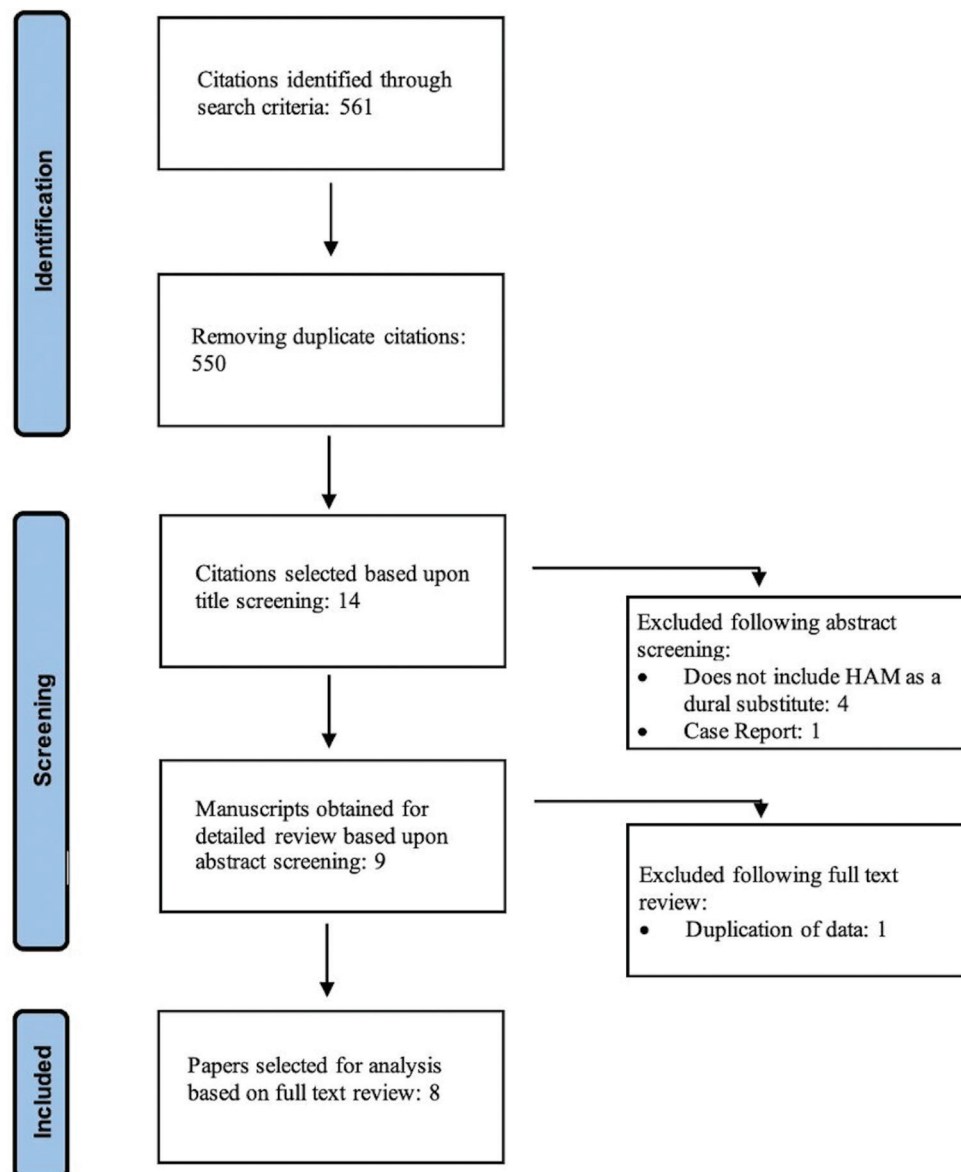 Identification
Citations identified through
search criteria: 561
Removing duplicate citations:
550
Screening
Citations selected based upon
title screening: 14
Excluded following abstract
screening:
• Does not include HAM as a
dural substitute: 4
• Case Report: 1
Manuscripts obtained for
detailed review based upon
abstract screening: 9
Excluded following full text
review:
• Duplication of data: 1
Included
Papers selected for analysis
based on full text review: 8